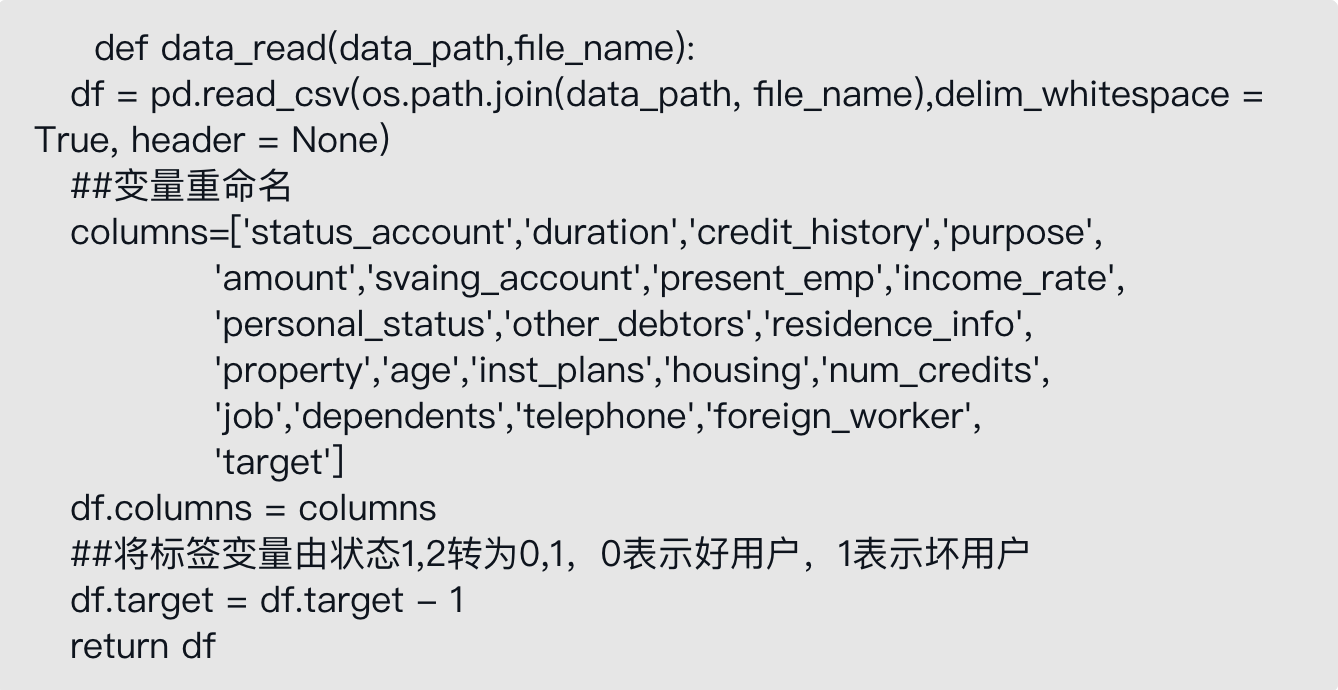 def data_read(data_path,file_name):
df = pd.read_csv(os.path.join(data_path, file_name),delim_whitespace =
True, header = None)
##变量重命名
columns=['status_account','duration','credit_history','purpose',
'amount','svaing_account','present_emp','income_rate',
'personal_status','other_debtors','residence_info',
'property','age','inst_plans','housing','num_credits',
'job','dependents','telephone','foreign_worker',
'target']
df.columns = columns
##将标签变量由状态1,2转为0,1，0表示好用户，1表示坏用户
df.target = df.target – 1
return df